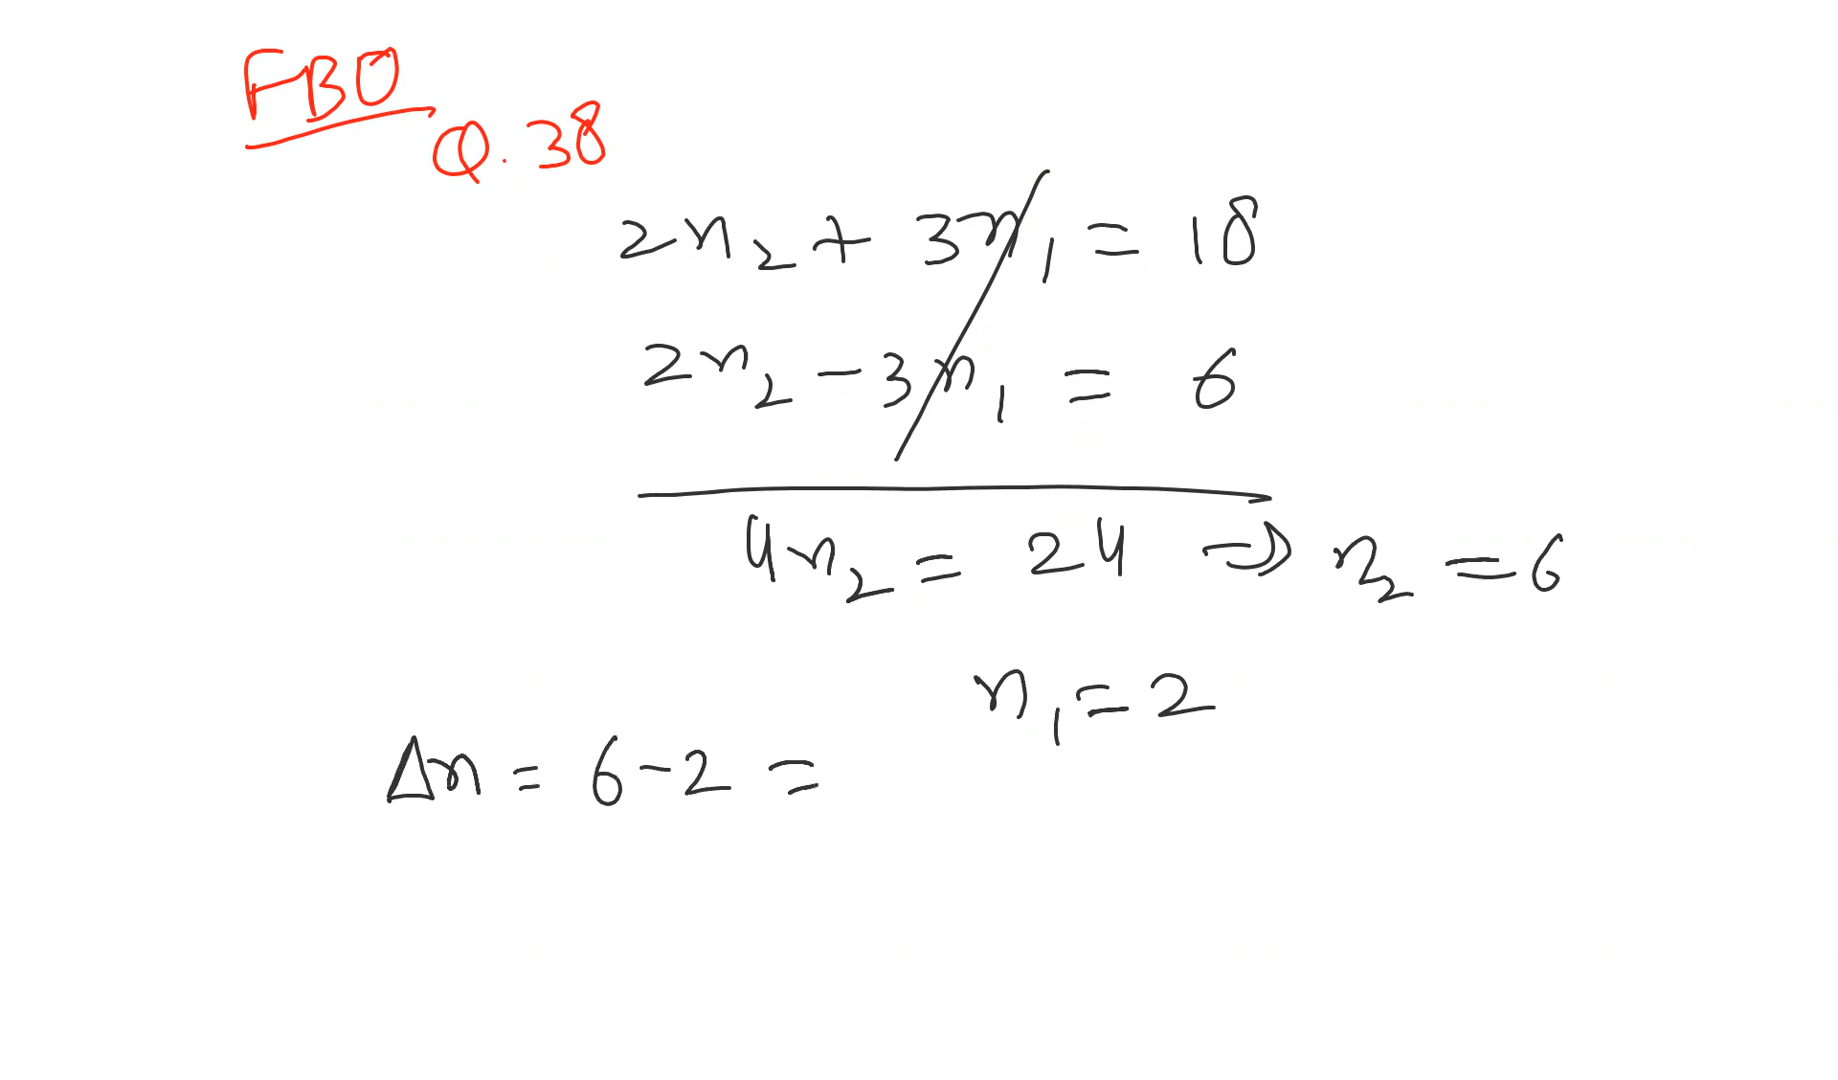 FBO
Q. 38
2n₂ + 3n₁ = 18
2n₂ - 3n₁ = 6
4n₂ = 24 ⇒ n₂ = 6
n₁ = 2
Δn = 6 - 2 =